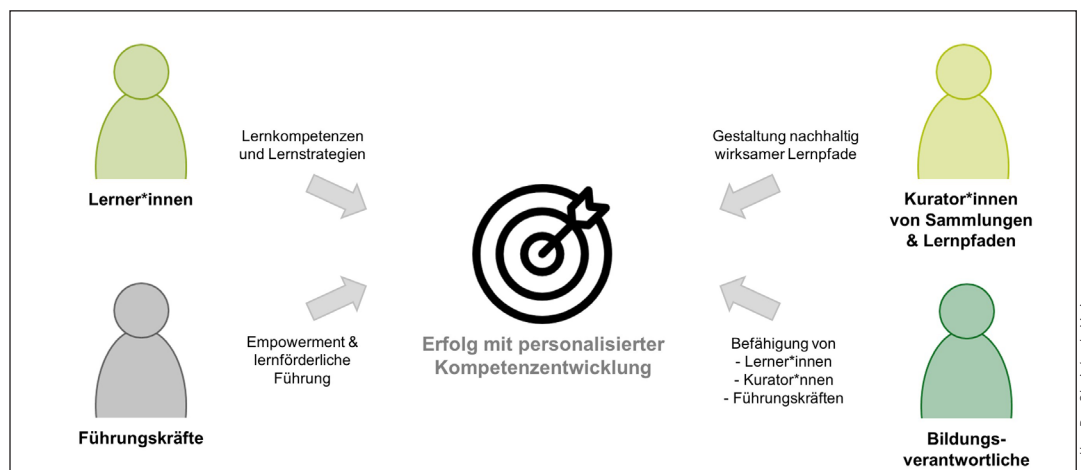 Lernkompetenzen
und Lernstrategien
Lerner*innen
Gestaltung nachhaltig
wirksamer Lernpfade
Kurator*innen
von Sammlungen
& Lernpfaden
Empowerment &
lernförderliche
Führung
Führungskräfte
Erfolg mit personalisierter
Kompetenzentwicklung
Befähigung von
- Lerner*innen
- Kurator*nnen
- Führungskräften
Bildungs-
verantwortliche